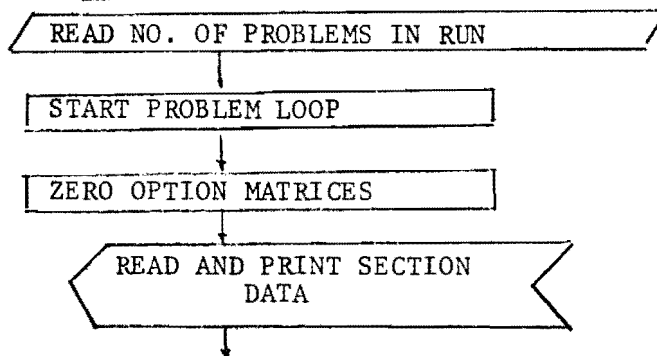 READ NO. OF PROBLEMS IN RUN
START PROBLEM LOOP
ZERO OPTION MATRICES
READ AND PRINT SECTION
DATA